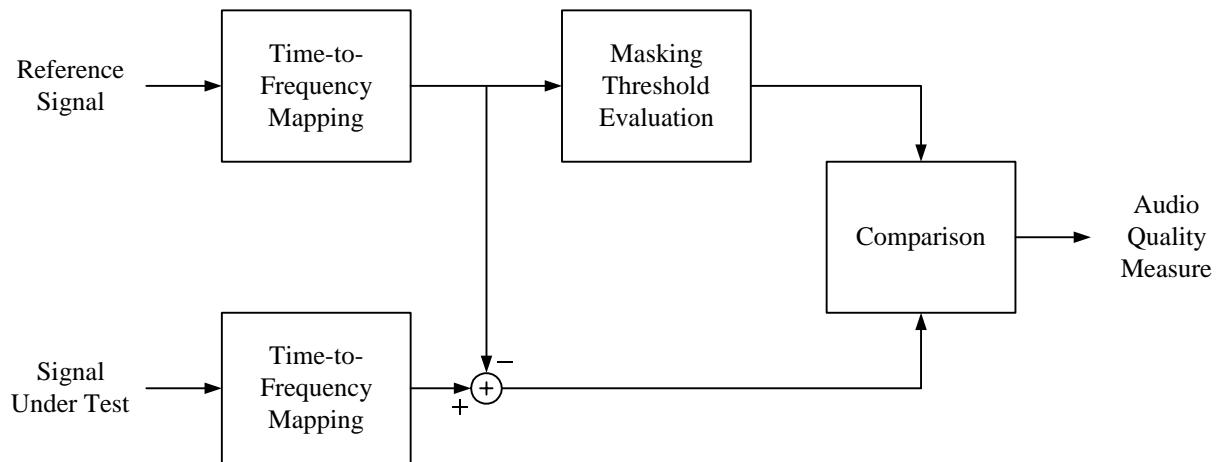 Reference
Signal
Time-to-
Frequency
Mapping
Masking
Threshold
Evaluation
Comparison
Audio
Quality
Measure
Signal
Under Test
Time-to-
Frequency
Mapping
−
+
+